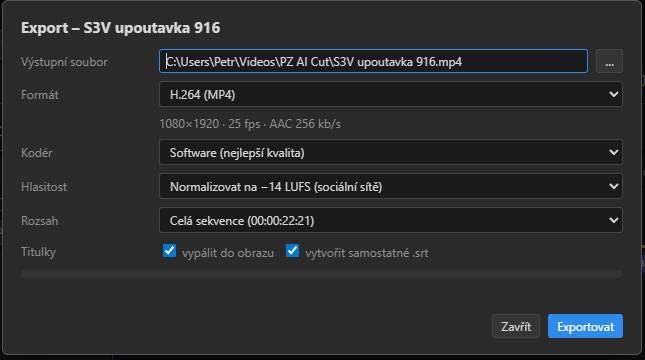 Export – S3V upoutavka 916
Výstupní soubor
C:\Users\Petr\Videos\PZ AI Cut\S3V upoutavka 916.mp4
...
Formát
H.264 (MP4)
1080×1920 · 25 fps · AAC 256 kb/s
Kodér
Software (nejlepší kvalita)
Hlasitost
Normalizovat na −14 LUFS (sociální sítě)
Rozsah
Celá sekvence (00:00:22:21)
Titulky
vypálit do obrazu
vytvořit samostatné .srt
Zavřít
Exportovat